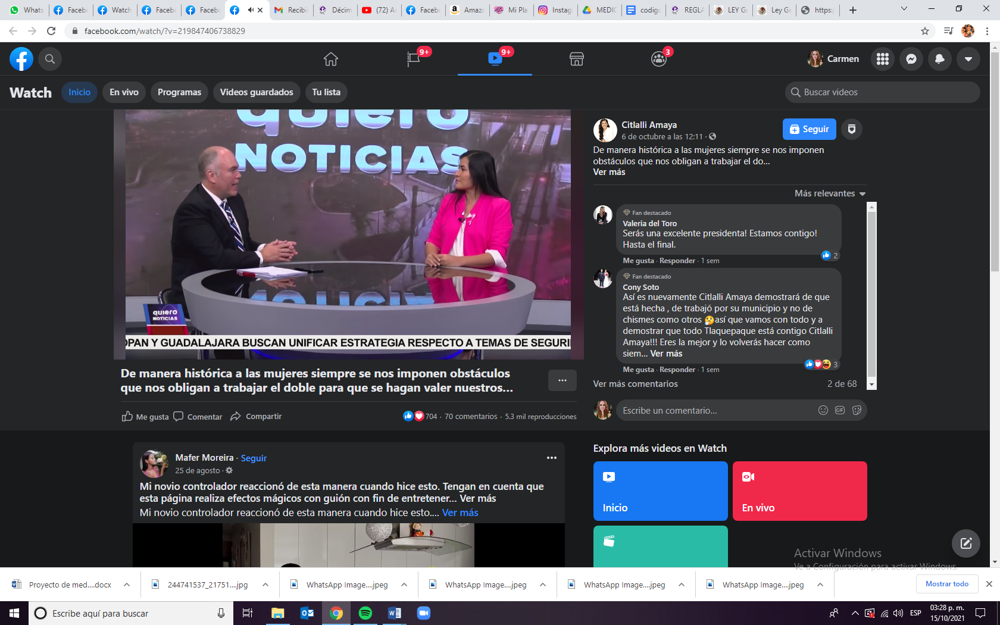 Whats
Faceb
Watch
Faceb
Faceb
Recibi
Décim
(72) A
Faceb
Amazo
Mi Pla
Instag
MEDIC
codigo
REGLA
LEY Ge
Ley Ge
https:/
facebook.com/watch/?v=219847406738829
9+
9+
3
Carmen
Watch
Inicio
En vivo
Programas
Videos guardados
Tu lista
Buscar videos
quiero
NOTICIAS
quiero
NOTICIAS
OPAN Y GUADALAJARA BUSCAN UNIFICAR ESTRATEGIA RESPECTO A TEMAS DE SEGURI
De manera histórica a las mujeres siempre se nos imponen obstáculos
que nos obligan a trabajar el doble para que se hagan valer nuestros...
Me gusta
Comentar
Compartir
704 · 70 comentarios · 5.3 mil reproducciones
Citlalli Amaya
6 de octubre a las 12:11 ·
Seguir
De manera histórica a las mujeres siempre se nos imponen
obstáculos que nos obligan a trabajar el do...
Ver más
Más relevantes
Fan destacado
Valeria del Toro
Serás una excelente presidenta! Estamos contigo!
Hasta el final.
2
Me gusta · Responder · 1 sem
Fan destacado
Cony Soto
Así es nuevamente Citlalli Amaya demostrará de que
está hecha , de trabajó por su municipio y no de
chismes como otros 🤔así que vamos con todo y a
demostrar que todo Tlaquepaque está contigo Citlalli
Amaya!!! Eres la mejor y lo volverás hacer como
siem... Ver más
3
Me gusta · Responder · 1 sem
Ver más comentarios
2 de 68
Escribe un comentario...
GIF
Mafer Moreira · Seguir
25 de agosto ·
Mi novio controlador reaccionó de esta manera cuando hice esto. Tengan en cuenta que
esta página realiza efectos mágicos con guión con fin de entretener... Ver más
Mi novio controlador reaccionó de esta manera cuando hice esto.... Ver más
Explora más videos en Watch
Inicio
En vivo
Activar Windows
Ve a Configuración para activar Windows.
Proyecto de med....docx
244741537_21751....jpg
WhatsApp Image....jpeg
WhatsApp Image....jpeg
WhatsApp Image....jpeg
WhatsApp Image....jpeg
Mostrar todo
Escribe aquí para buscar
ESP
03:28 p. m.
15/10/2021